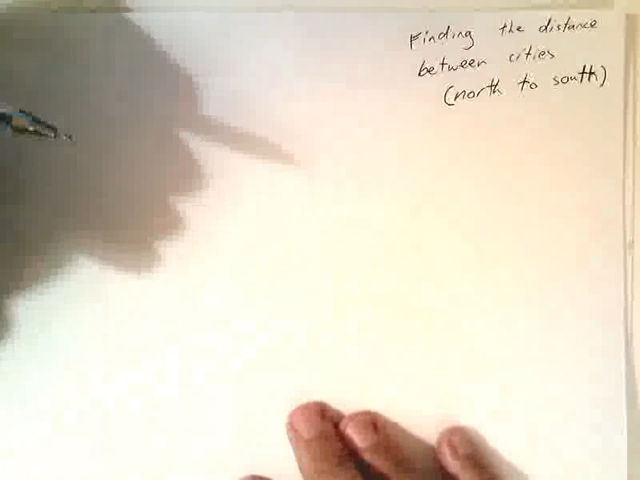 Finding the distance
between cities
(north to south)